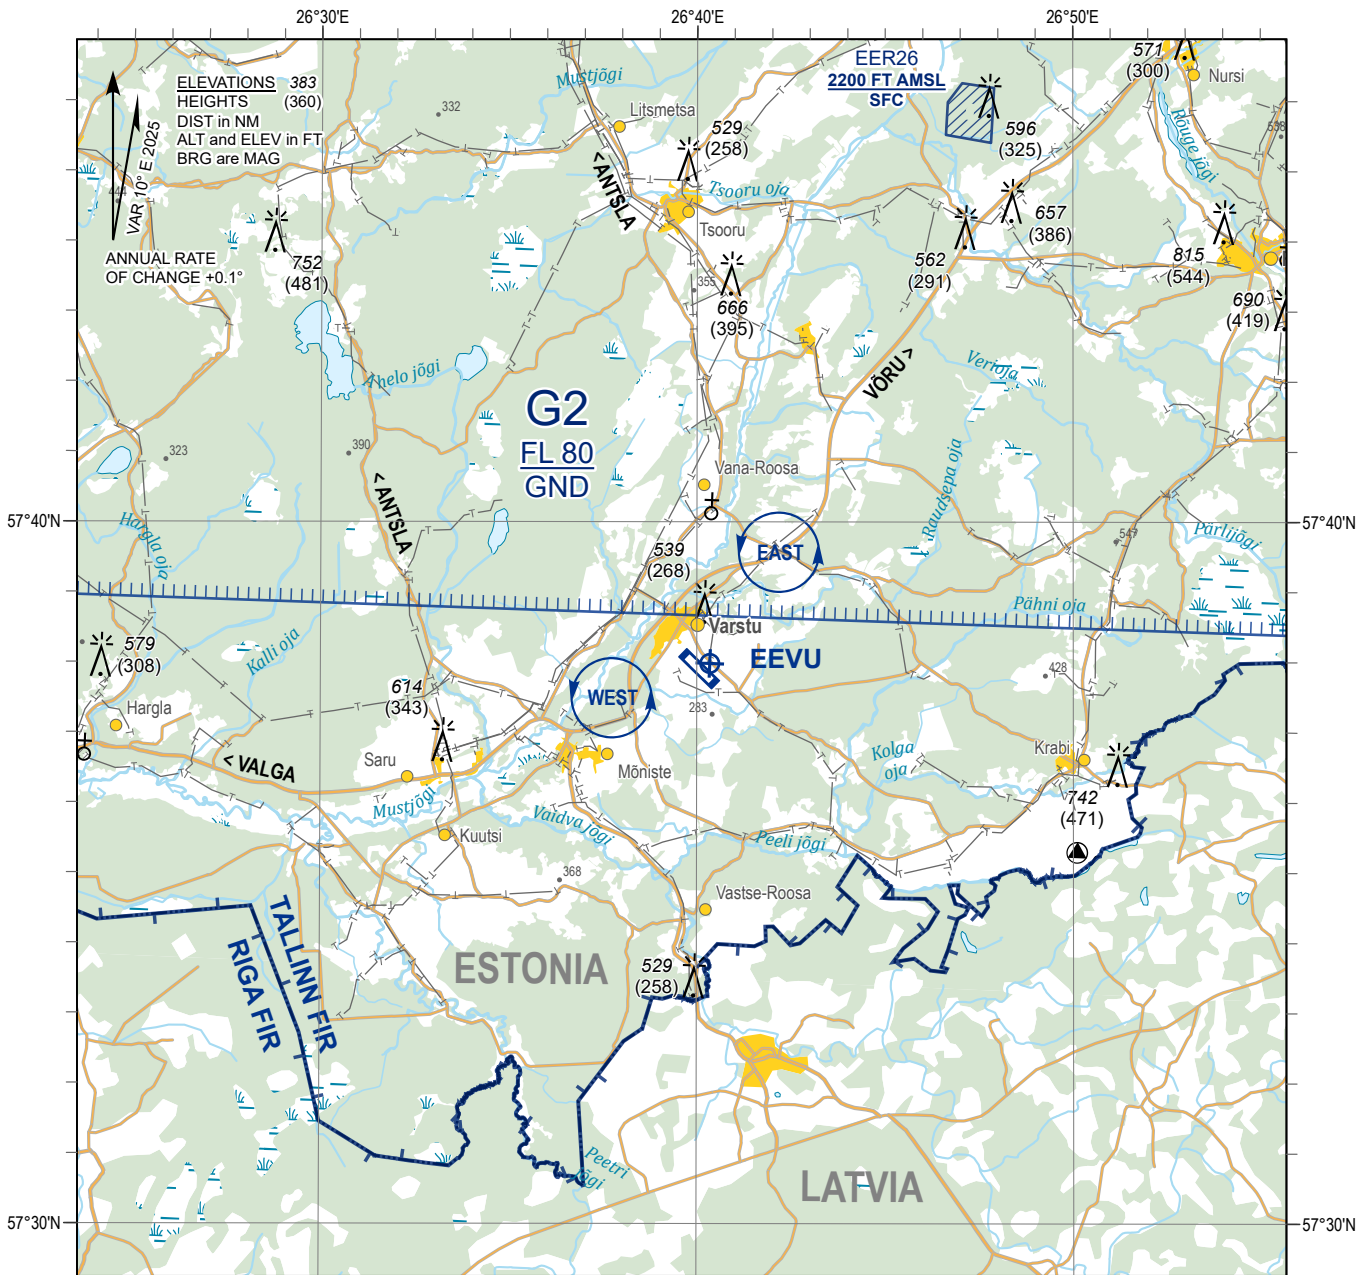 26°30'E
26°40'E
26°50'E
ELEVATIONS 383
HEIGHTS (360)
DIST in NM
ALT and ELEV in FT
BRG are MAG
VAR 10° E 2025
ANNUAL RATE
OF CHANGE +0.1°
332
Mustjõgi
Litsmetsa
529
(258)
EER26
2200 FT AMSL
SFC
596
(325)
571
(300)
Nursi
Rõuge jõgi
538
< ANTSLA
Tsooru oja
Tsooru
657
(386)
562
(291)
815
(544)
690
(419)
752
(481)
355
666
(395)
Ahelo jõgi
VÕRU >
Verioja
G2
FL 80
GND
323
390
Vana-Roosa
Raudsepa oja
< ANTSLA
57°40'N
57°40'N
Hargla oja
539
(268)
EAST
547
Pärlijõgi
Pähni oja
Varstu
EEVU
579
(308)
Kalli oja
614
(343)
WEST
283
428
Hargla
Saru
< VALGA
Mõniste
Kolga
oja
Krabi
742
(471)
Mustjõgi
Kuutsi
Vaidva jõgi
Peeli jõgi
368
Vastse-Roosa
TALLINN FIR
RIGA FIR
ESTONIA
529
(258)
Peetri
jõgi
LATVIA
57°30'N
57°30'N